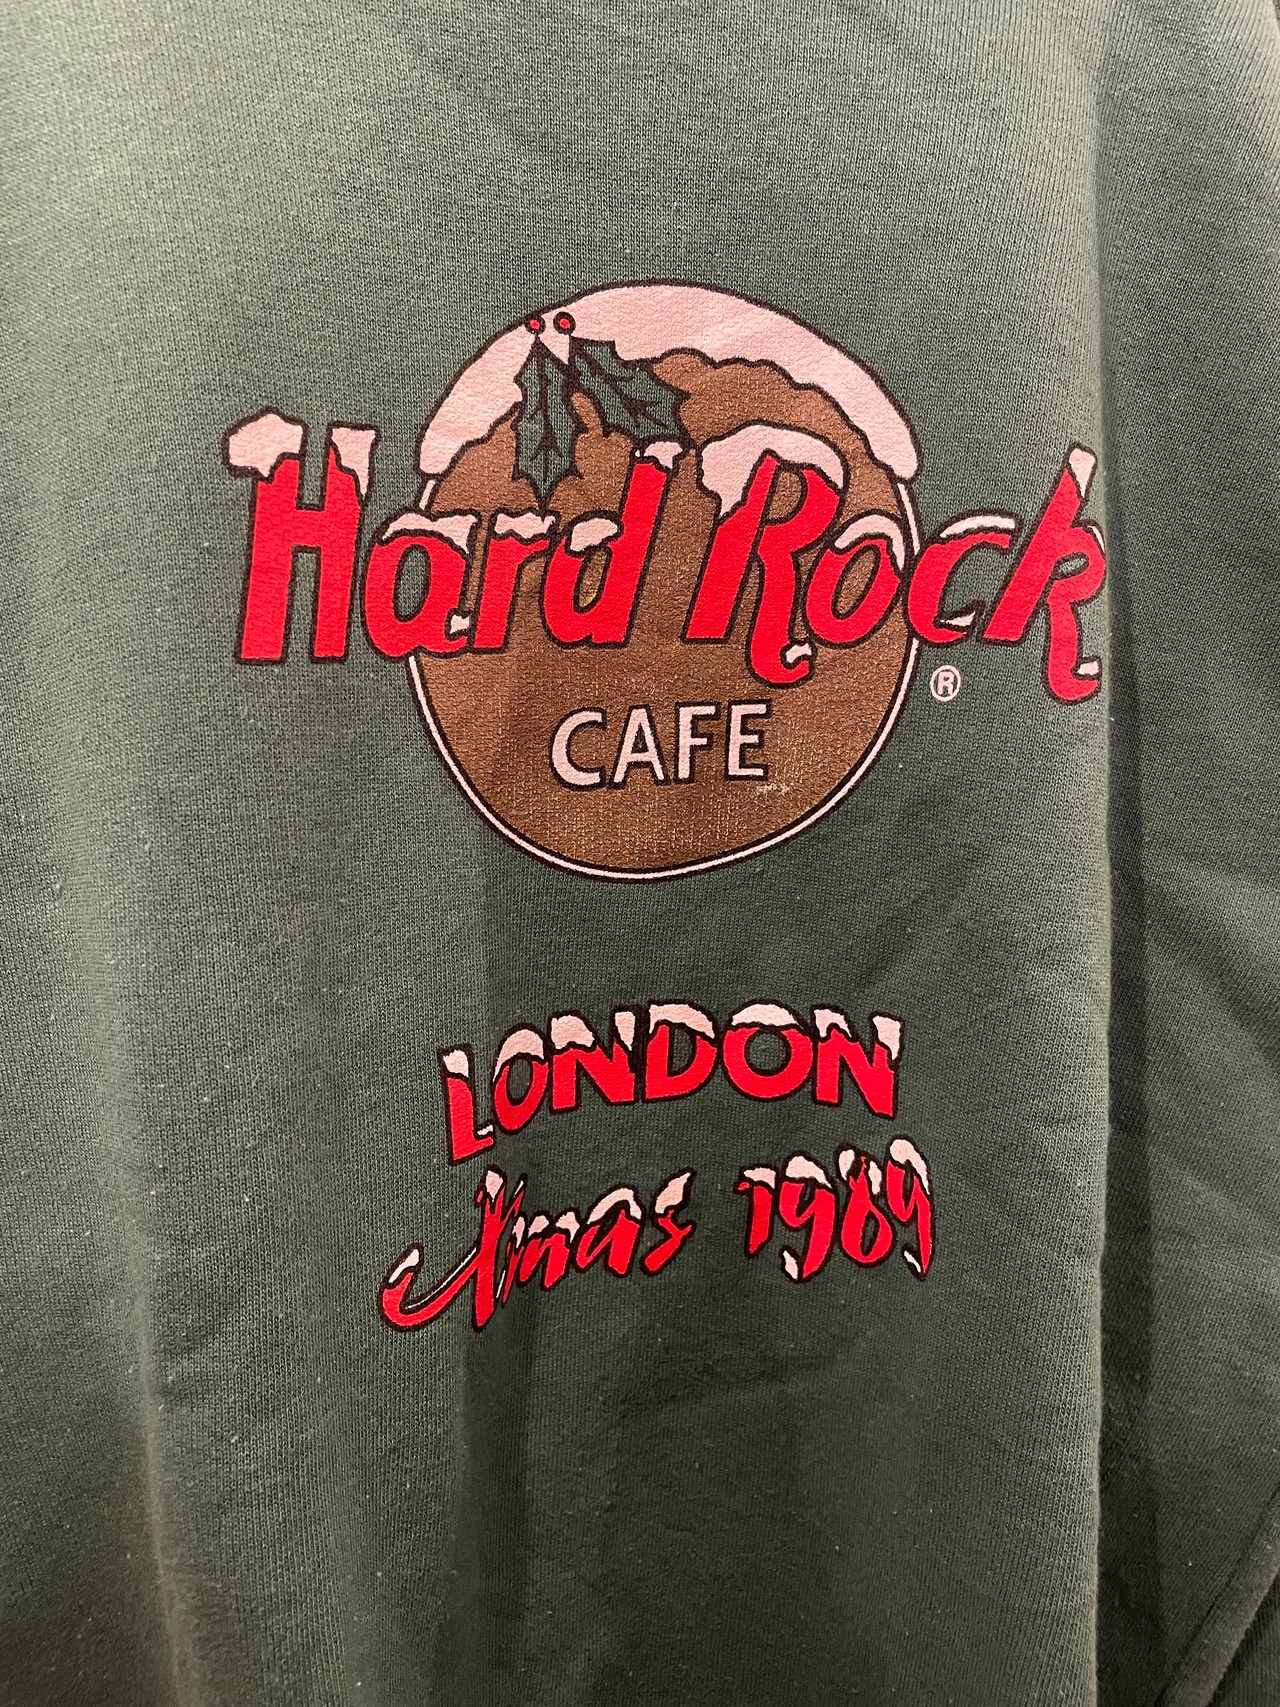 Hard Rock
CAFE
®
LONDON
Xmas 1989